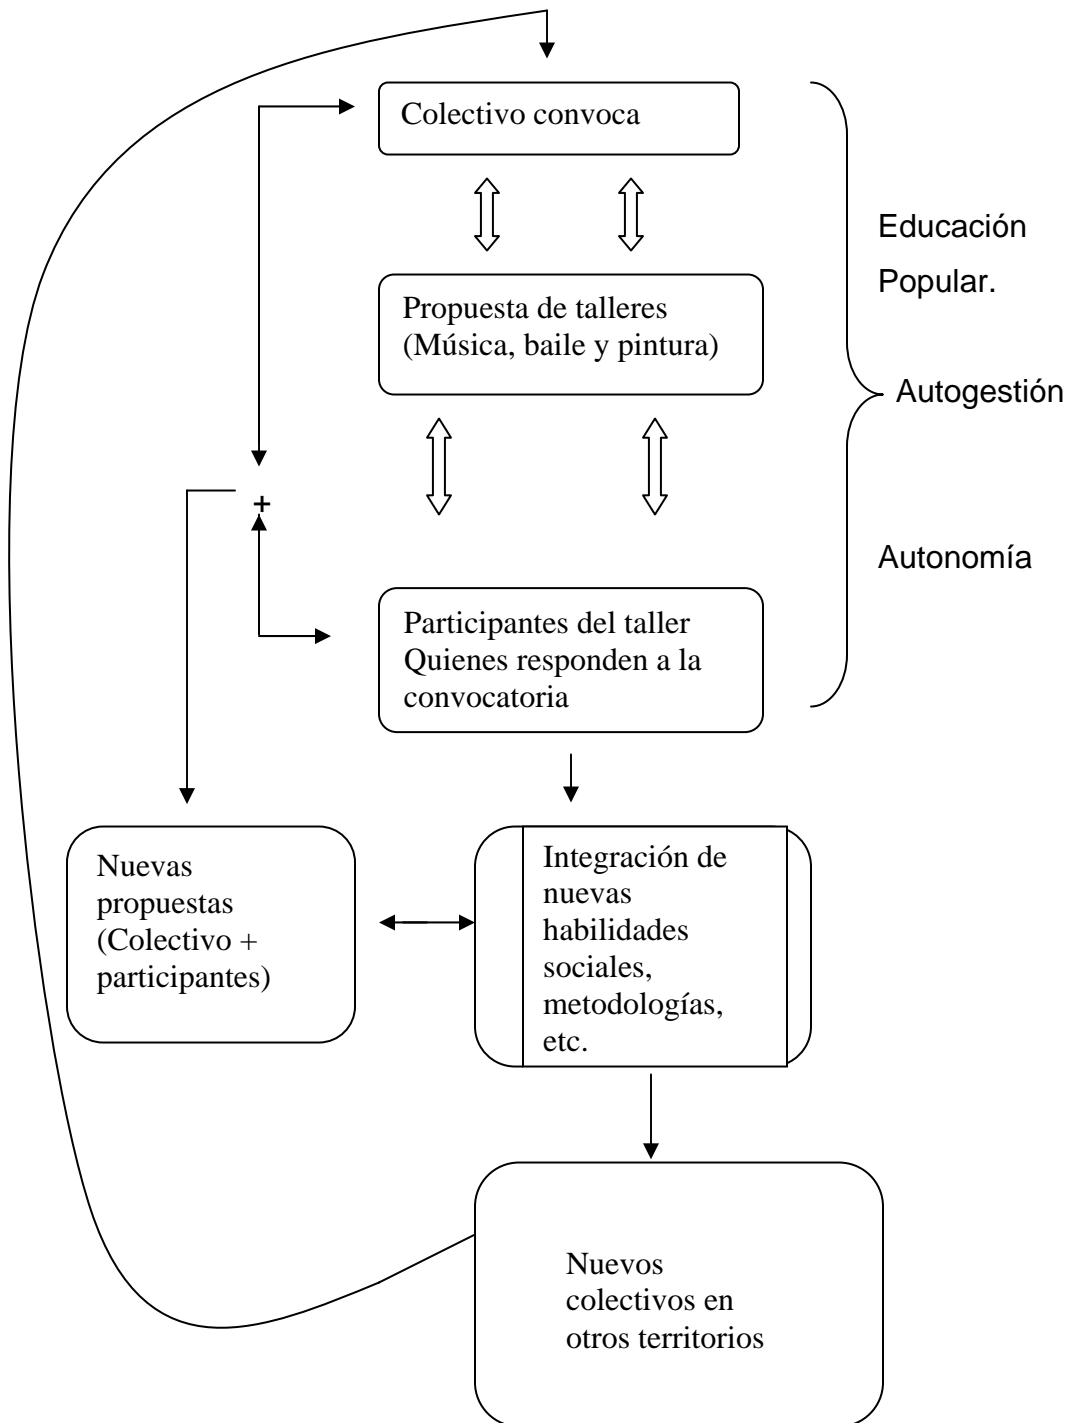 Colectivo convoca
Educación
Popular.
Propuesta de talleres
(Música, baile y pintura)
Autogestión
+
Autonomía
Participantes del taller
Quienes responden a la
convocatoria
Nuevas
propuestas
(Colectivo +
participantes)
Integración de
nuevas
habilidades
sociales,
metodologías,
etc.
Nuevos
colectivos en
otros territorios